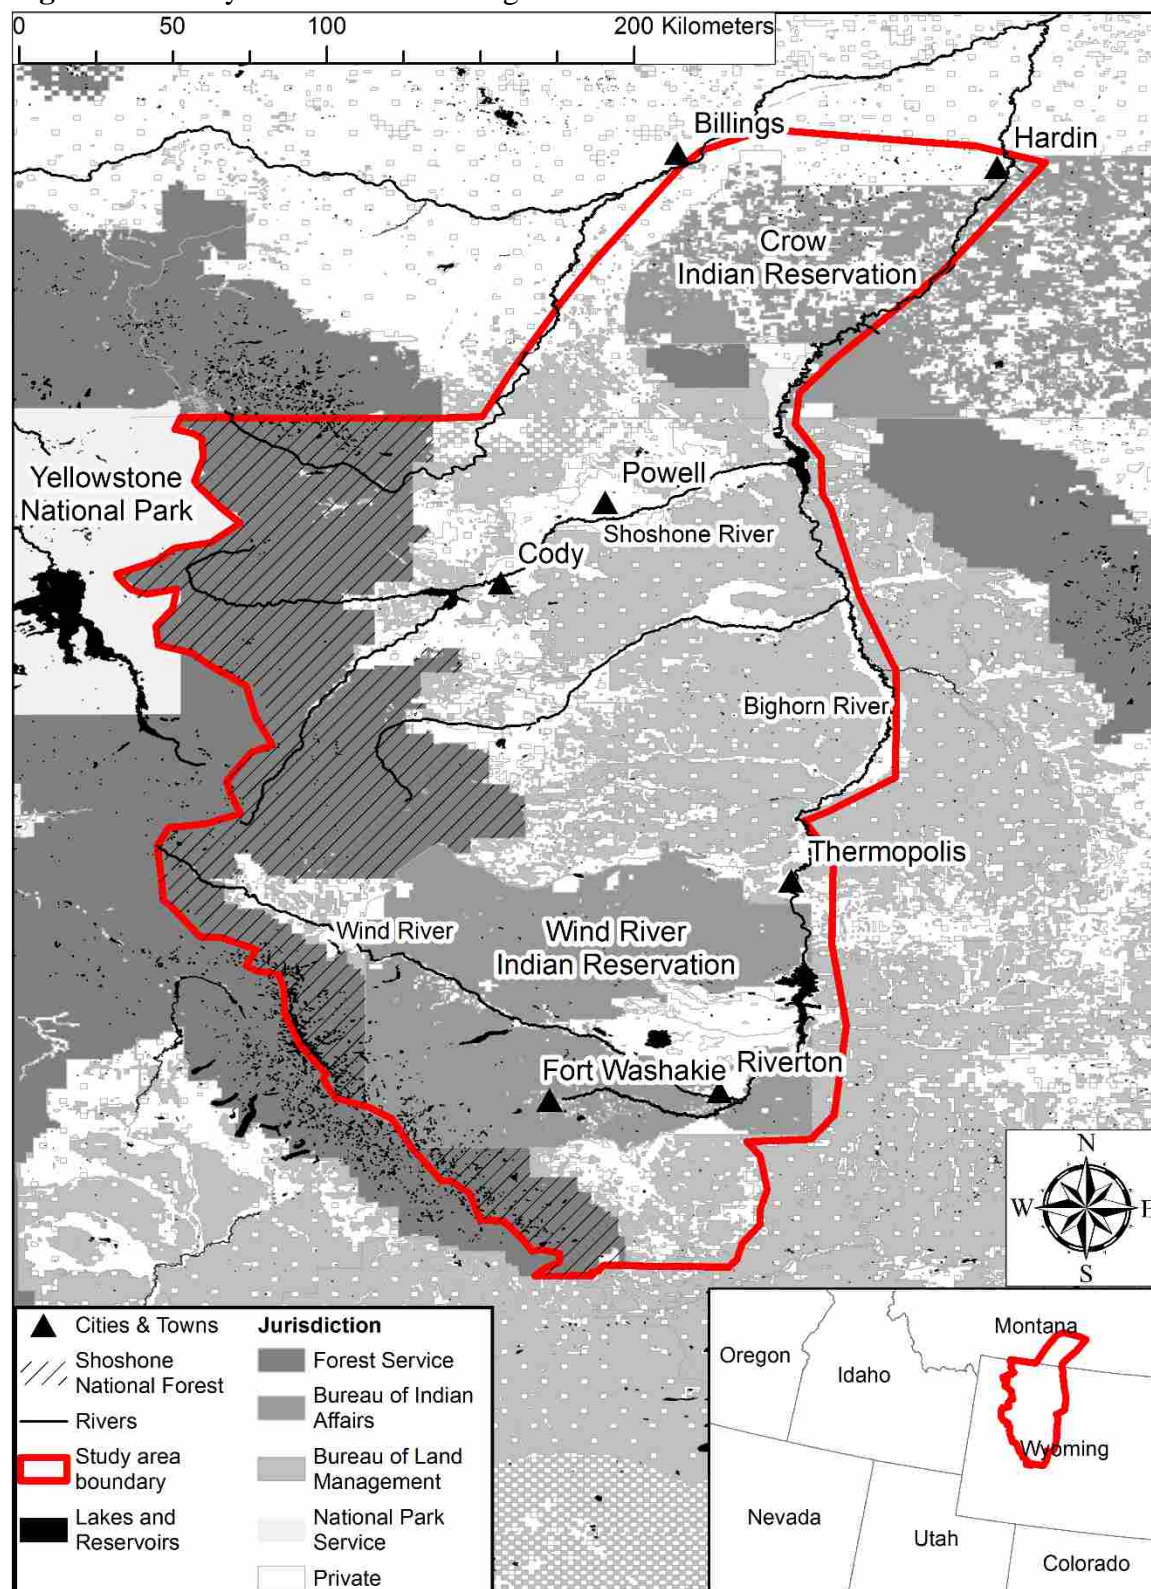 0 50 100 200 Kilometers
Billings
Hardin
Crow
Indian Reservation
Yellowstone
National Park
Powell
Shoshone River
Cody
Bighorn River
Thermopolis
Wind River
Wind River
Indian Reservation
Fort Washakie
Riverton
N
W
E
S
Cities & Towns
Shoshone
National Forest
Rivers
Study area
boundary
Lakes and
Reservoirs
Jurisdiction
Forest Service
Bureau of Indian
Affairs
Bureau of Land
Management
National Park
Service
Private
Montana
Oregon
Idaho
Wyoming
Nevada
Utah
Colorado